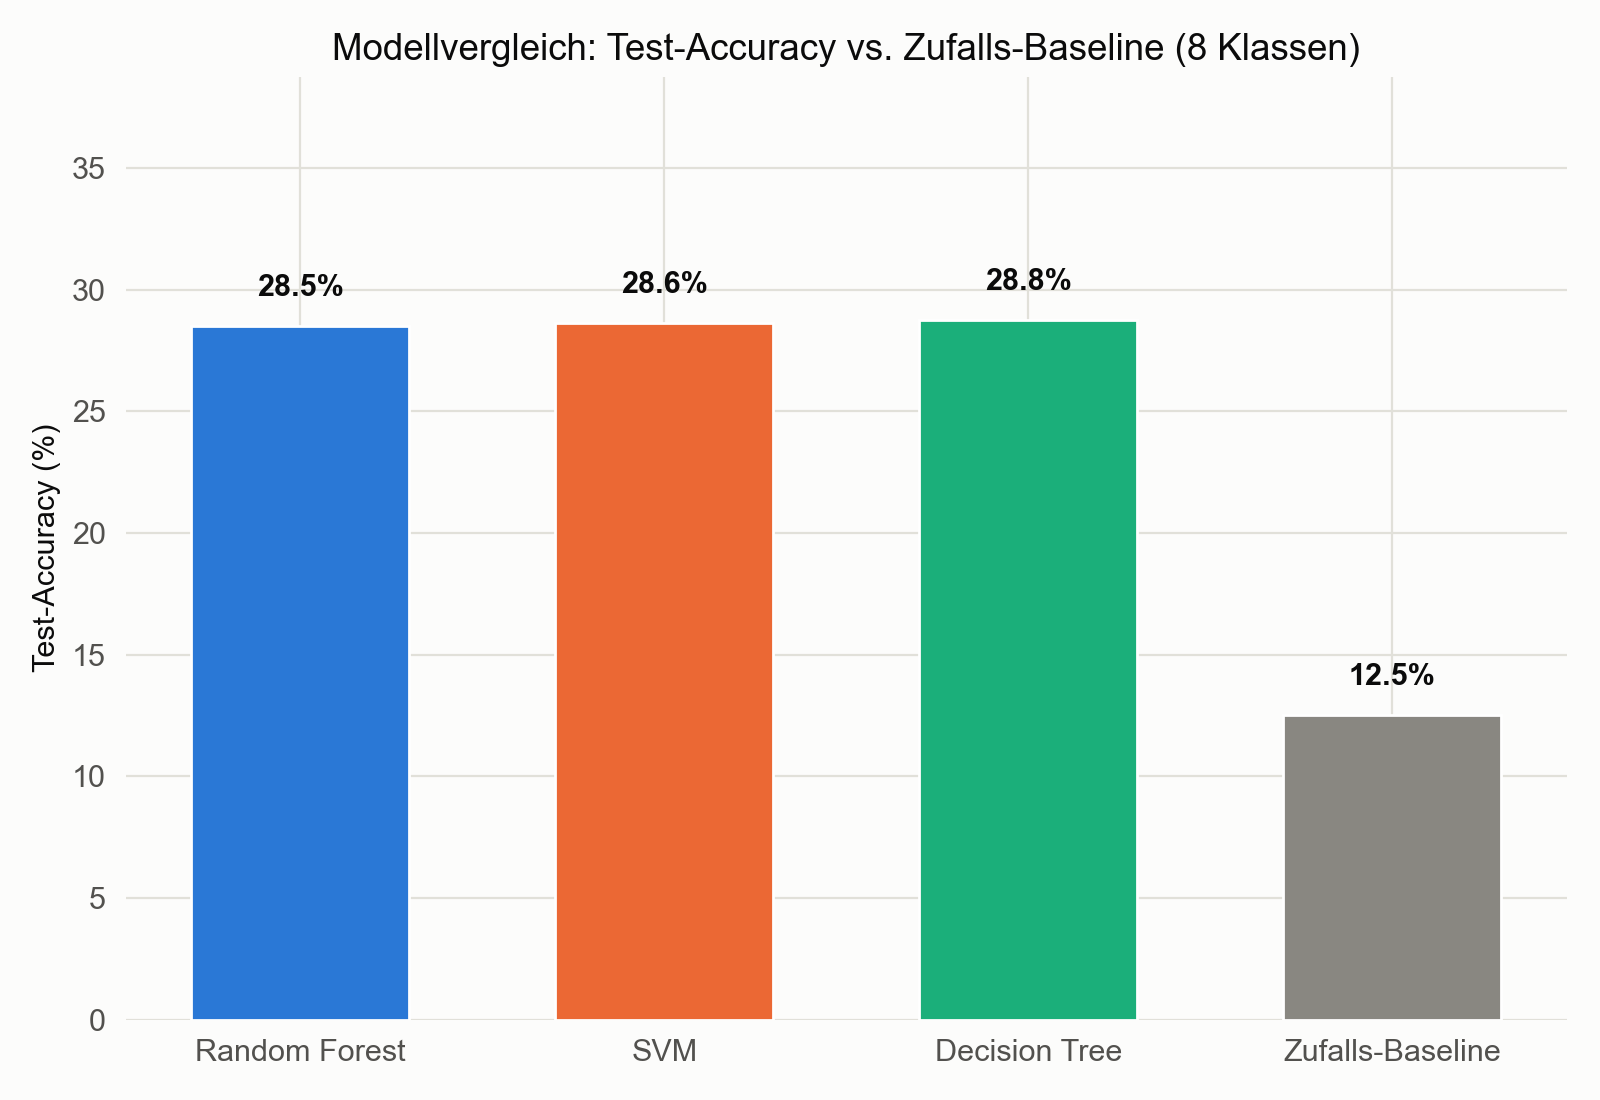 Modellvergleich: Test-Accuracy vs. Zufalls-Baseline (8 Klassen)
Test-Accuracy (%)
35
30
25
20
15
10
5
0
28.5%
28.6%
28.8%
12.5%
Random Forest
SVM
Decision Tree
Zufalls-Baseline